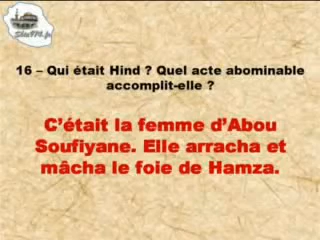 16 – Qui était Hind ? Quel acte abominable
accomplit-elle ?
C’était la femme d’Abou
Soufiyane. Elle arracha et
mâcha le foie de Hamza.